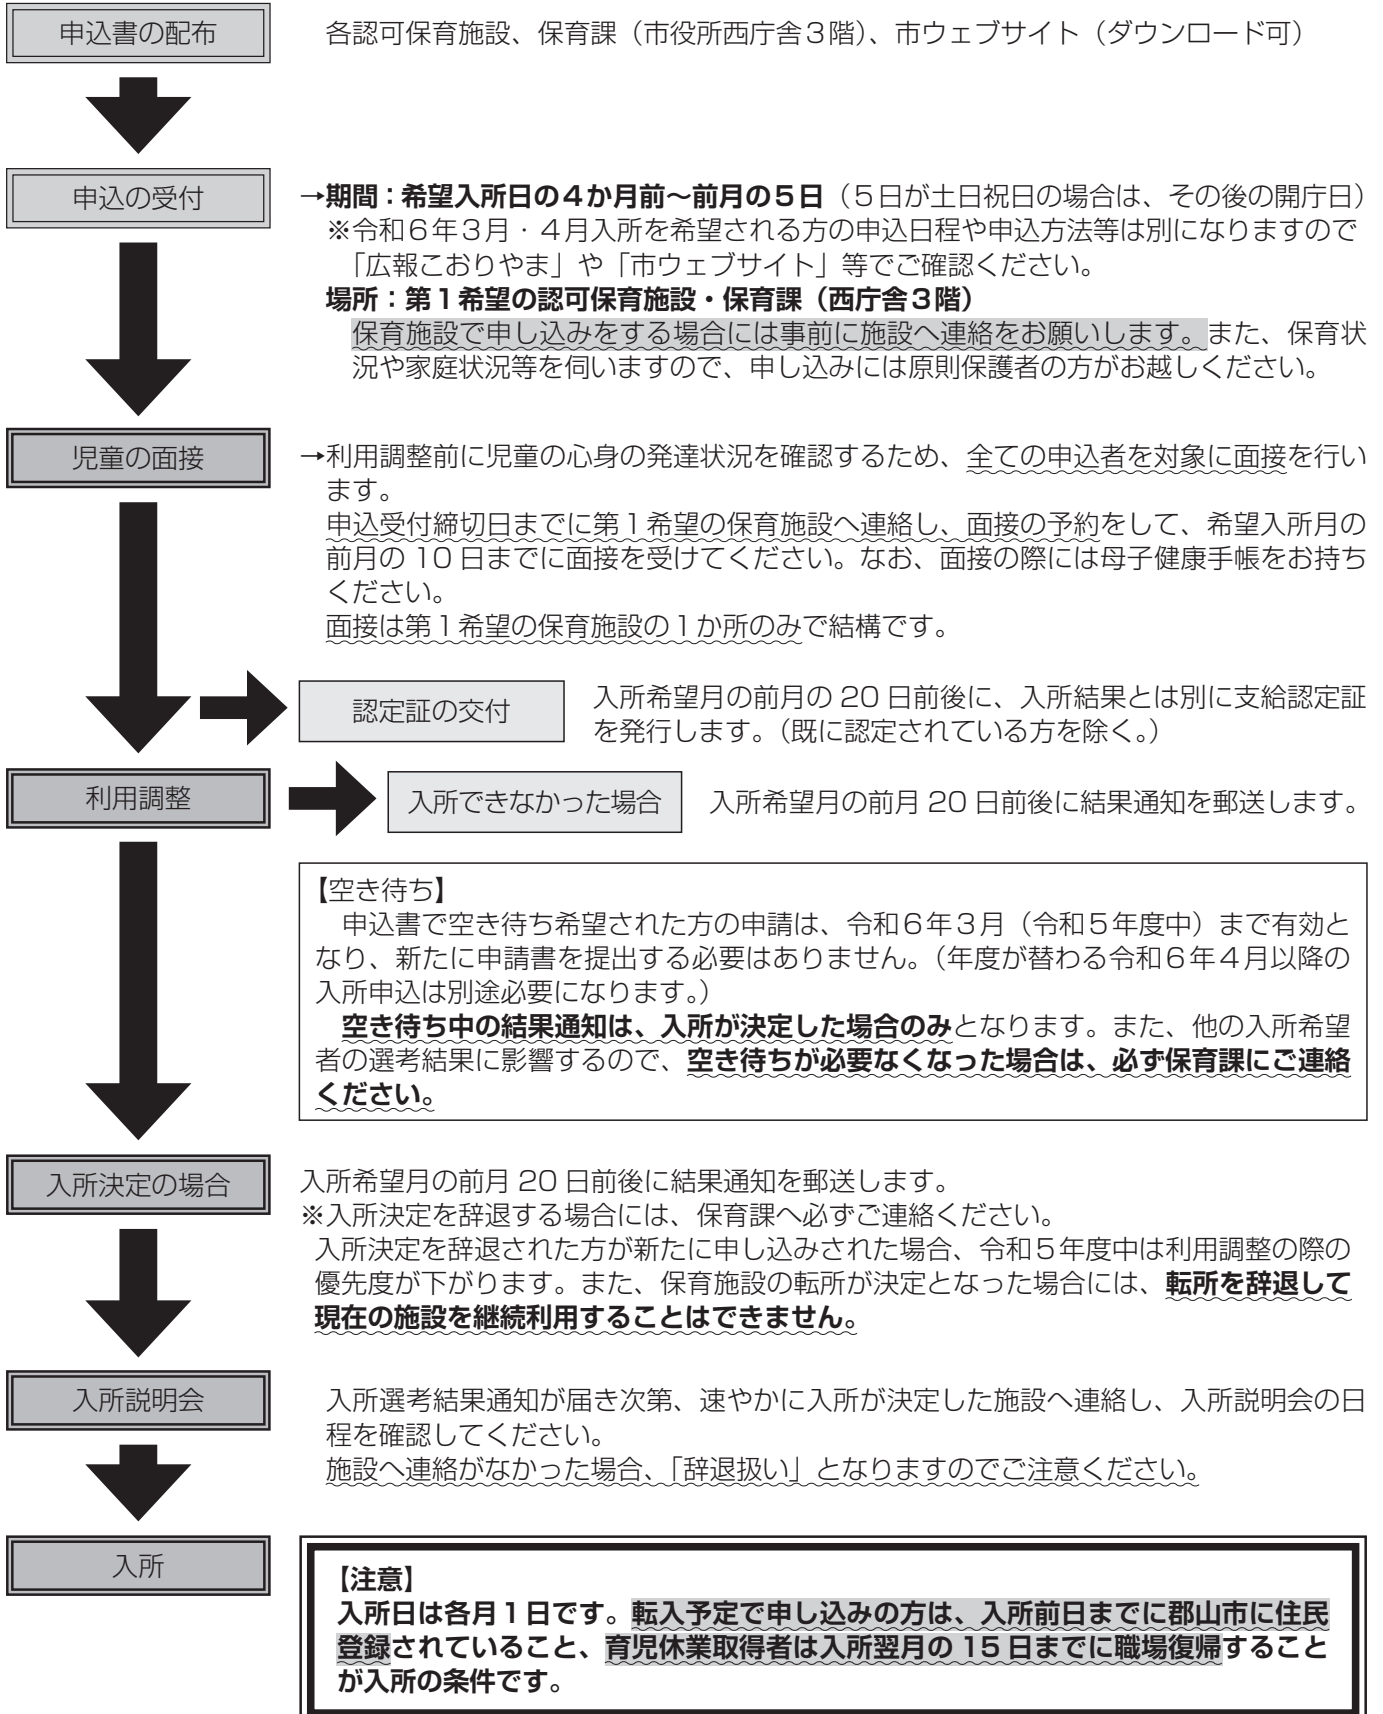 申込書の配布
各認可保育施設、保育課（市役所西庁舎３階）、市ウェブサイト（ダウンロード可）
申込の受付
→期間：希望入所日の４か月前～前月の５日（５日が土日祝日の場合は、その後の開庁日）
※令和６年３月・４月入所を希望される方の申込日程や申込方法等は別になりますので
「広報こおりやま」や「市ウェブサイト」等でご確認ください。
場所：第１希望の認可保育施設・保育課（西庁舎３階）
保育施設で申し込みをする場合には事前に施設へ連絡をお願いします。また、保育状
況や家庭状況等を伺いますので、申し込みには原則保護者の方がお越しください。
児童の面接
→利用調整前に児童の心身の発達状況を確認するため、全ての申込者を対象に面接を行い
ます。
申込受付締切日までに第１希望の保育施設へ連絡し、面接の予約をして、希望入所月の
前月の 10 日までに面接を受けてください。なお、面接の際には母子健康手帳をお持ち
ください。
面接は第１希望の保育施設の１か所のみで結構です。
認定証の交付
入所希望月の前月の 20 日前後に、入所結果とは別に支給認定証
を発行します。（既に認定されている方を除く。）
利用調整
入所できなかった場合
入所希望月の前月 20 日前後に結果通知を郵送します。
【空き待ち】
申込書で空き待ち希望された方の申請は、令和６年３月（令和５年度中）まで有効と
なり、新たに申請書を提出する必要はありません。（年度が替わる令和６年４月以降の
入所申込は別途必要になります。）
空き待ち中の結果通知は、入所が決定した場合のみとなります。また、他の入所希望
者の選考結果に影響するので、空き待ちが必要なくなった場合は、必ず保育課にご連絡
ください。
入所決定の場合
入所希望月の前月 20 日前後に結果通知を郵送します。
※入所決定を辞退する場合には、保育課へ必ずご連絡ください。
入所決定を辞退された方が新たに申し込みされた場合、令和５年度中は利用調整の際の
優先度が下がります。また、保育施設の転所が決定となった場合には、転所を辞退して
現在の施設を継続利用することはできません。
入所説明会
入所選考結果通知が届き次第、速やかに入所が決定した施設へ連絡し、入所説明会の日
程を確認してください。
施設へ連絡がなかった場合、「辞退扱い」となりますのでご注意ください。
入所
【注意】
入所日は各月１日です。転入予定で申し込みの方は、入所前日までに郡山市に住民
登録されていること、育児休業取得者は入所翌月の 15 日までに職場復帰すること
が入所の条件です。